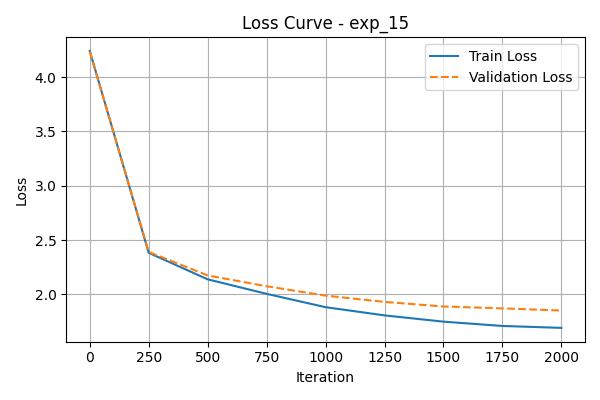 Loss Curve - exp_15
Train Loss
Validation Loss
Loss
4.0
3.5
3.0
2.5
2.0
0 250 500 750 1000 1250 1500 1750 2000
Iteration